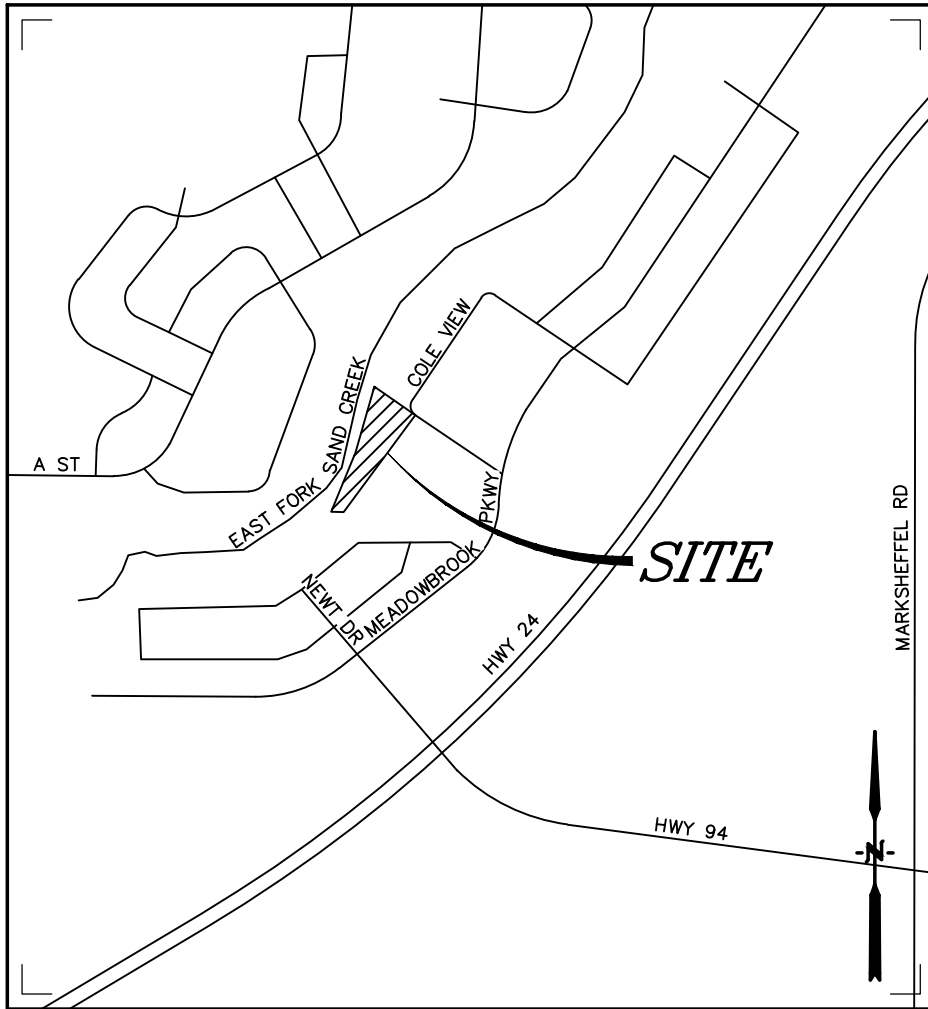 COLE VIEW
SAND CREEK
EAST FORK
A ST
PKWY
MEADOWBROOK
NEWT DR
SITE
HWY 24
MARKSHEFFEL RD
HWY 94
N